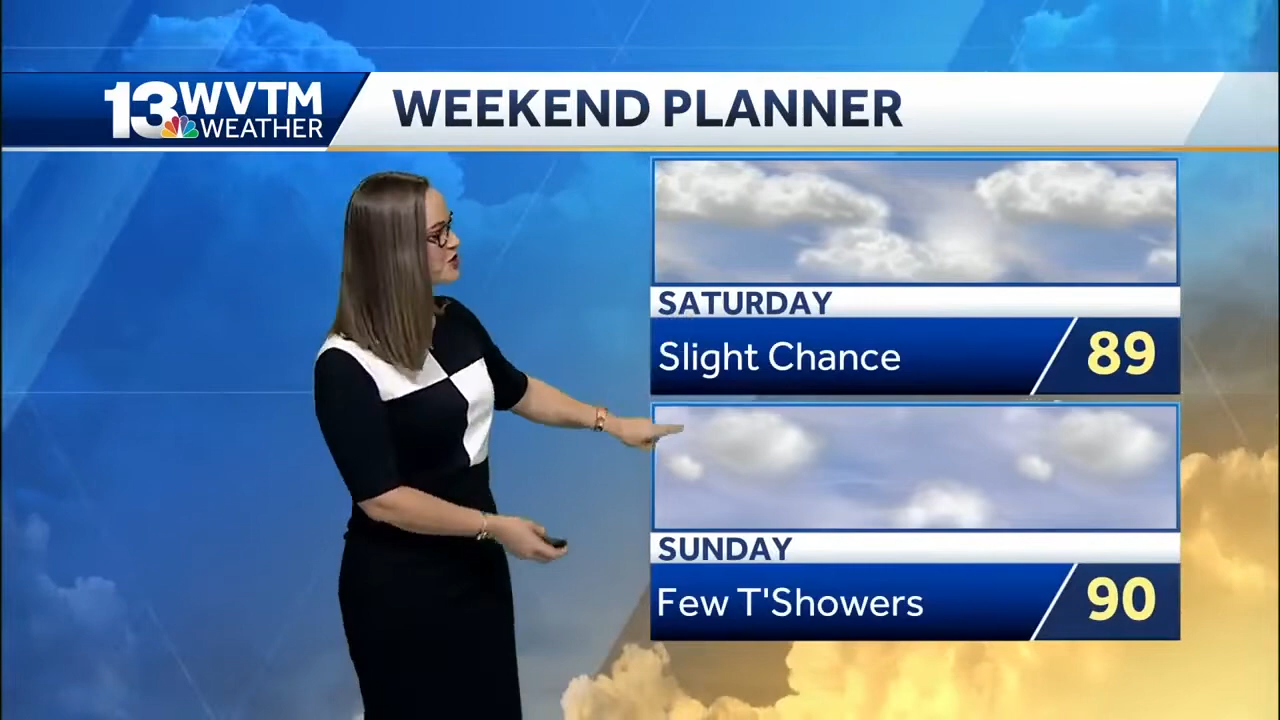 13 WVTM
WEATHER
WEEKEND PLANNER
SATURDAY
Slight Chance 89
SUNDAY
Few T'Showers 90